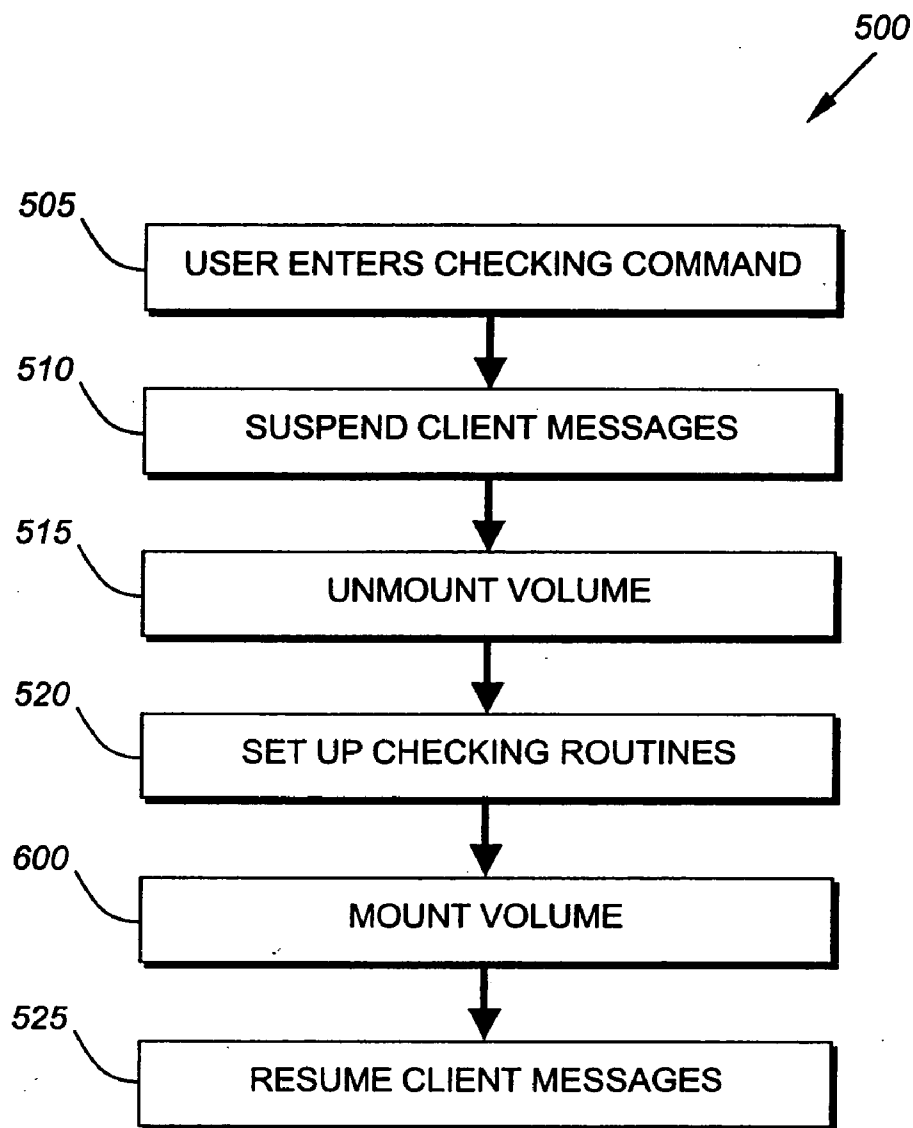 500
505
USER ENTERS CHECKING COMMAND
510
SUSPEND CLIENT MESSAGES
515
UNMOUNT VOLUME
520
SET UP CHECKING ROUTINES
600
MOUNT VOLUME
525
RESUME CLIENT MESSAGES